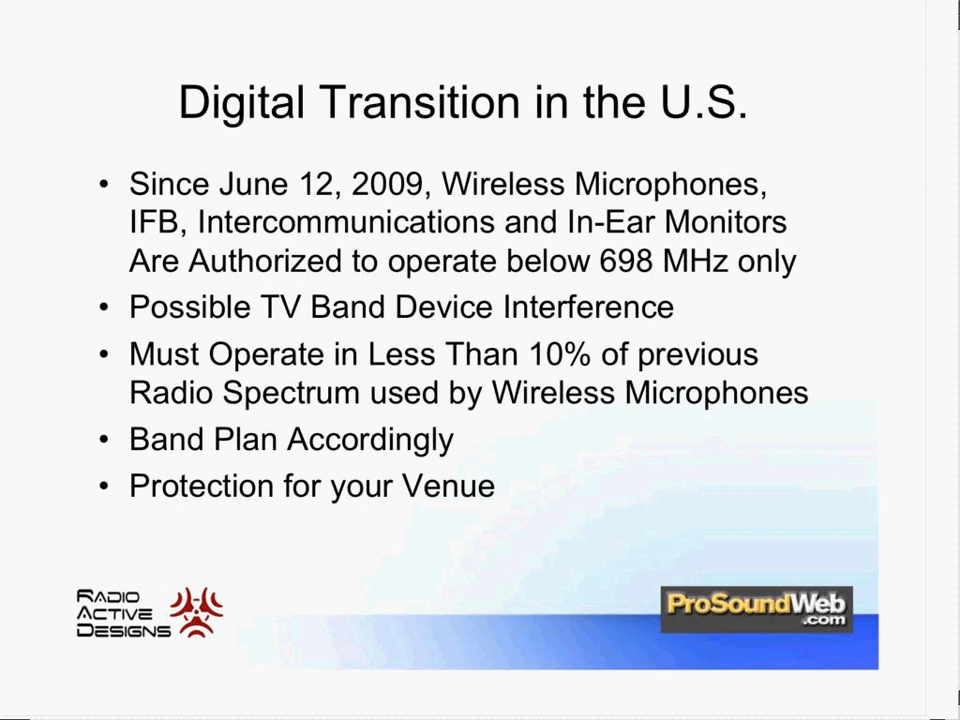 Digital Transition in the U.S.
• Since June 12, 2009, Wireless Microphones,
IFB, Intercommunications and In-Ear Monitors
Are Authorized to operate below 698 MHz only
• Possible TV Band Device Interference
• Must Operate in Less Than 10% of previous
Radio Spectrum used by Wireless Microphones
• Band Plan Accordingly
• Protection for your Venue
RADIO
ACTIVE
DESIGNS
ProSoundWeb
.com